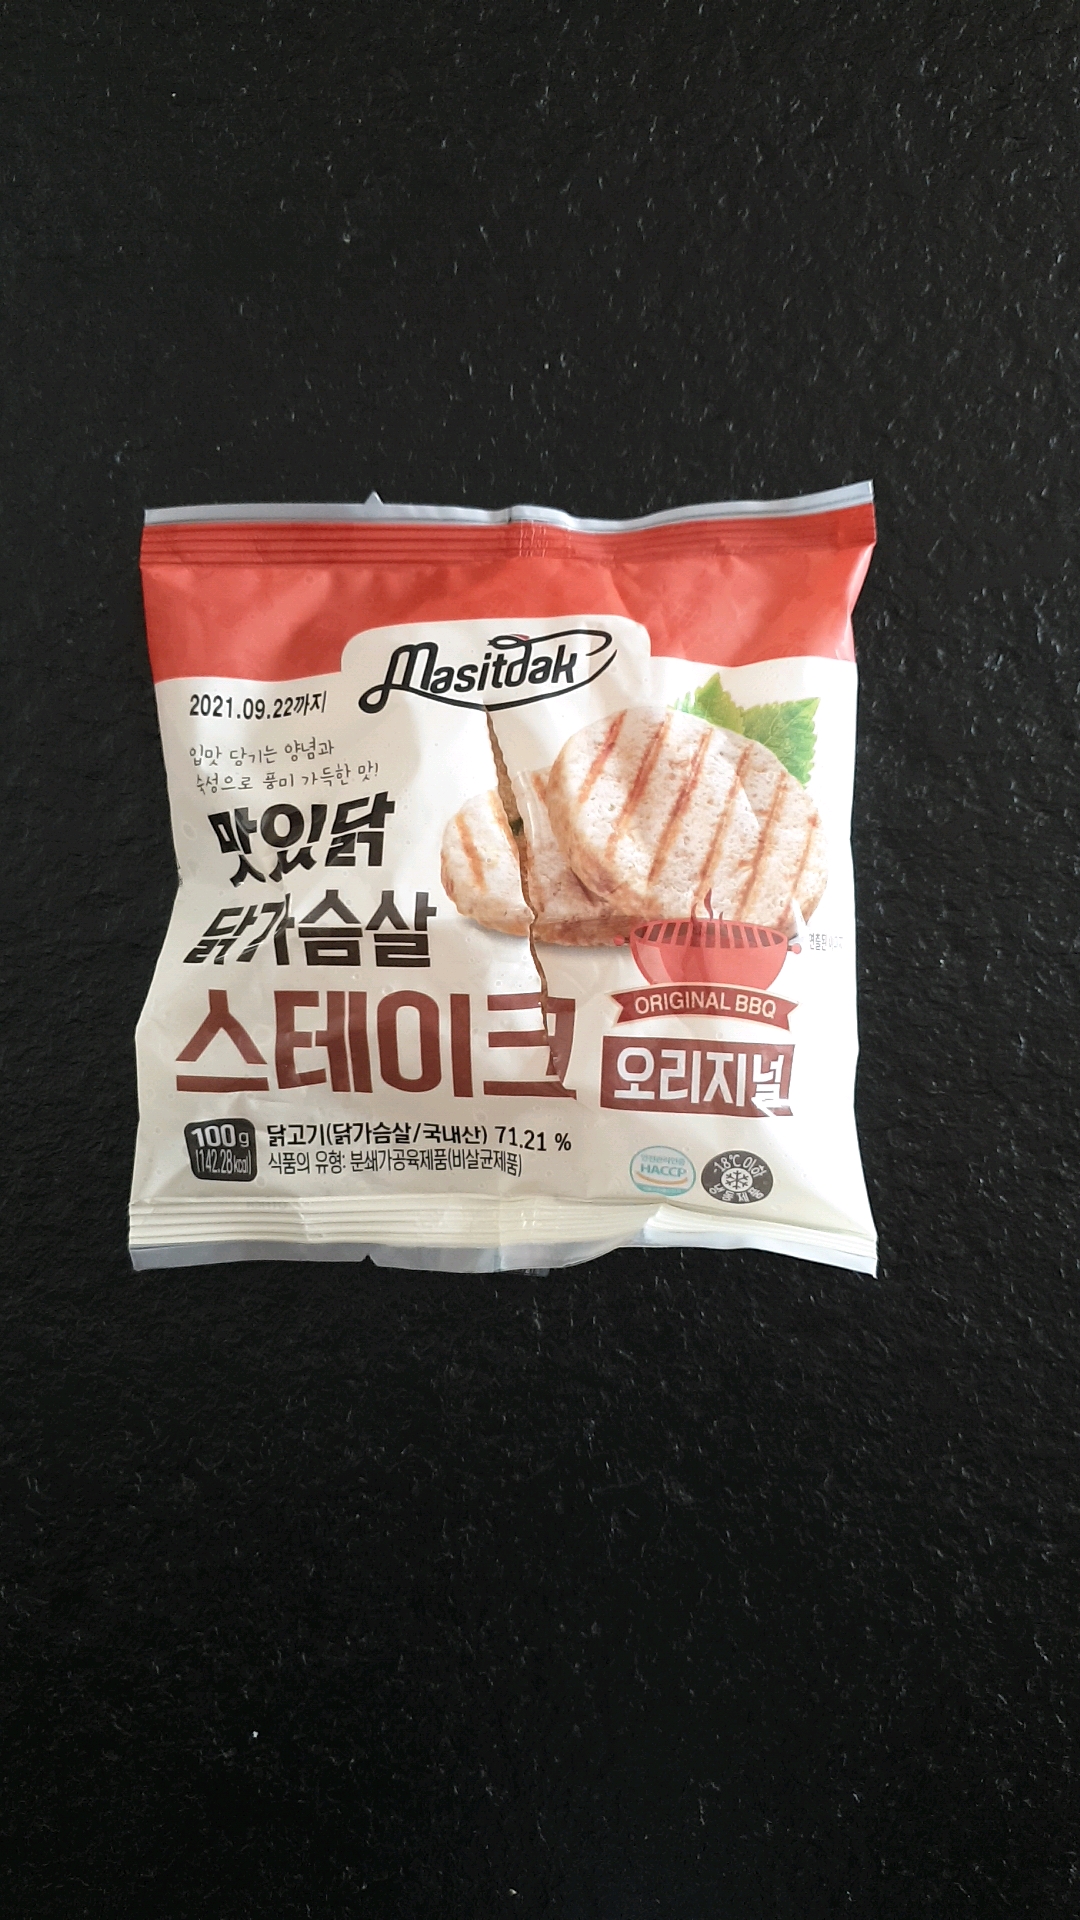 Masitdak
2021.09.22까지
입맛 당기는 양념과
숙성으로 풍미 가득한 맛!
맛있닭
닭가슴살
스테이크
ORIGINAL BBQ
오리지널
100g
(142.28kcal)
닭고기(닭가슴살/국내산) 71.21 %
식품의 유형: 분쇄가공육제품(비살균제품)
HACCP
-18℃ 이하
냉동제품